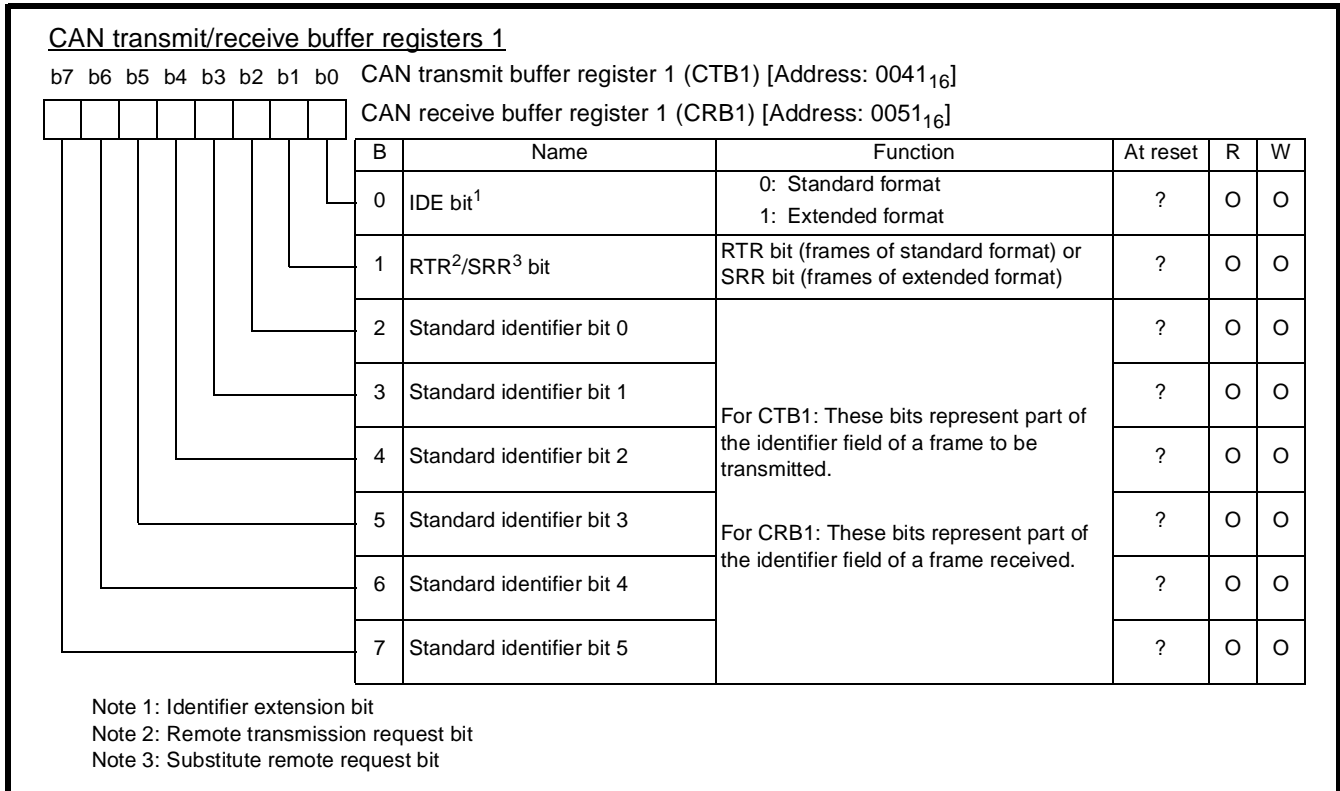 CAN transmit/receive buffer registers 1
b7 b6 b5 b4 b3 b2 b1 b0 CAN transmit buffer register 1 (CTB1) [Address: 0041₁₆]
CAN receive buffer register 1 (CRB1) [Address: 0051₁₆]
B Name Function At reset R W
0 IDE bit¹ 0: Standard format ? O O
1: Extended format
1 RTR²/SRR³ bit RTR bit (frames of standard format) or ? O O
SRR bit (frames of extended format)
2 Standard identifier bit 0 ? O O
3 Standard identifier bit 1 ? O O
For CTB1: These bits represent part of
4 Standard identifier bit 2 the identifier field of a frame to be ? O O
transmitted.
5 Standard identifier bit 3 ? O O
For CRB1: These bits represent part of
the identifier field of a frame received.
6 Standard identifier bit 4 ? O O
7 Standard identifier bit 5 ? O O
Note 1: Identifier extension bit
Note 2: Remote transmission request bit
Note 3: Substitute remote request bit